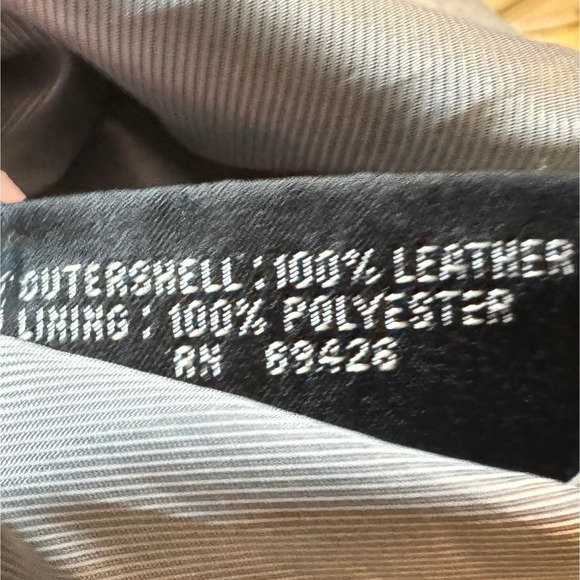 OUTERSHELL : 100% LEATHER
LINING : 100% POLYESTER
RN 69426